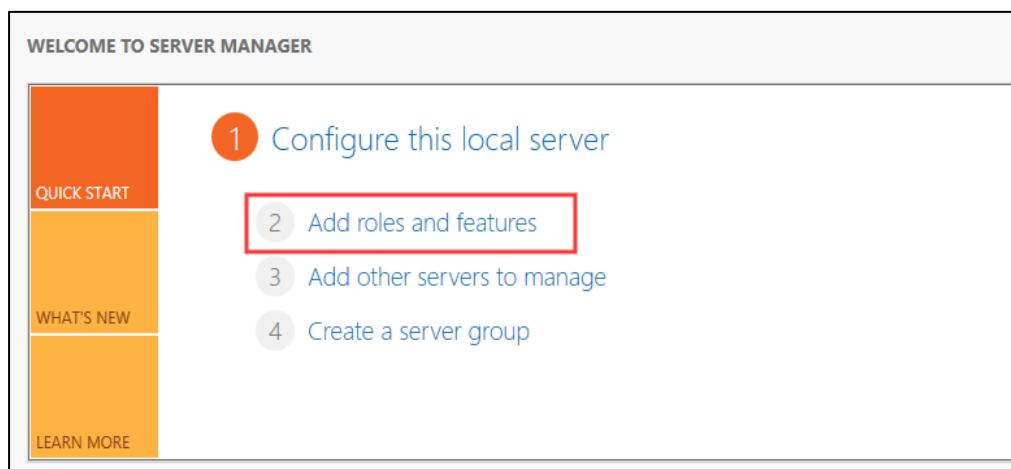 WELCOME TO SERVER MANAGER
QUICK START
WHAT'S NEW
LEARN MORE
1 Configure this local server
2 Add roles and features
3 Add other servers to manage
4 Create a server group